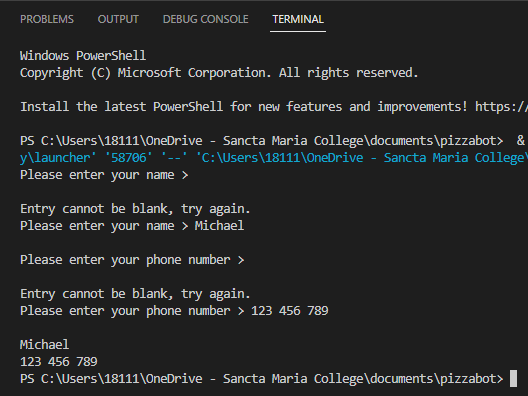 PROBLEMS OUTPUT DEBUG CONSOLE TERMINAL
Windows PowerShell
Copyright (C) Microsoft Corporation. All rights reserved.
Install the latest PowerShell for new features and improvements! https:/
PS C:\Users\18111\OneDrive - Sancta Maria College\documents\pizzabot>  &
y\launcher' '58706' '--' 'C:\Users\18111\OneDrive - Sancta Maria College\
Please enter your name >
Entry cannot be blank, try again.
Please enter your name > Michael
Please enter your phone number >
Entry cannot be blank, try again.
Please enter your phone number > 123 456 789
Michael
123 456 789
PS C:\Users\18111\OneDrive - Sancta Maria College\documents\pizzabot>